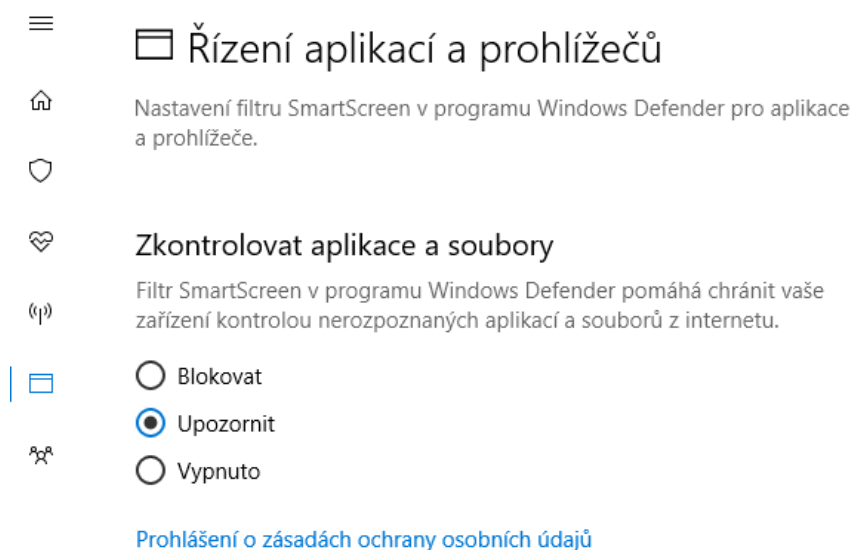 Řízení aplikací a prohlížečů
Nastavení filtru SmartScreen v programu Windows Defender pro aplikace
a prohlížeče.
Zkontrolovat aplikace a soubory
Filtr SmartScreen v programu Windows Defender pomáhá chránit vaše
zařízení kontrolou nerozpoznaných aplikací a souborů z internetu.
Blokovat
Upozornit
Vypnuto
Prohlášení o zásadách ochrany osobních údajů